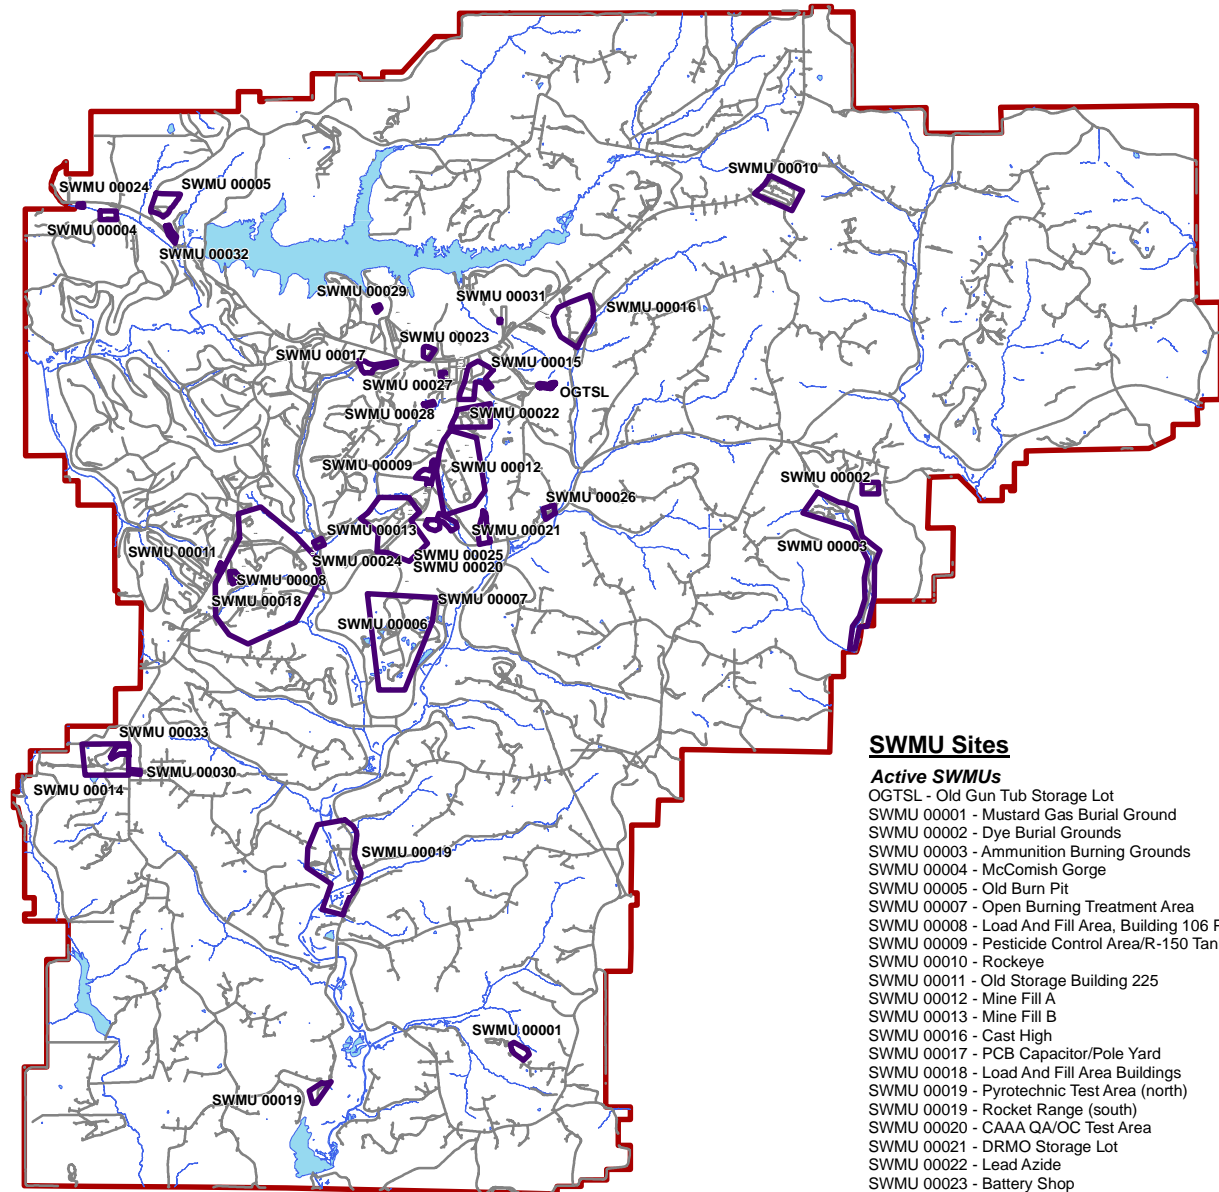 SWMU 00010
SWMU 00024
SWMU 00005
SWMU 00004
SWMU 00032
SWMU 00029
SWMU 00031
SWMU 00016
SWMU 00023
SWMU 00017
SWMU 00015
SWMU 00027
OGTSL
SWMU 00028
SWMU 00022
SWMU 00009
SWMU 00012
SWMU 00002
SWMU 00026
SWMU 00013
SWMU 00021
SWMU 00003
SWMU 00011
SWMU 00024
SWMU 00025
SWMU 00020
SWMU 00008
SWMU 00018
SWMU 00007
SWMU 00006
SWMU 00033
SWMU 00030
SWMU 00014
SWMU 00019
SWMU 00001
SWMU 00019
SWMU Sites
Active SWMUs
OGTSL - Old Gun Tub Storage Lot
SWMU 00001 - Mustard Gas Burial Ground
SWMU 00002 - Dye Burial Grounds
SWMU 00003 - Ammunition Burning Grounds
SWMU 00004 - McComish Gorge
SWMU 00005 - Old Burn Pit
SWMU 00007 - Open Burning Treatment Area
SWMU 00008 - Load And Fill Area, Building 106
SWMU 00009 - Pesticide Control Area/R-150 Tan
SWMU 00010 - Rockeye
SWMU 00011 - Old Storage Building 225
SWMU 00012 - Mine Fill A
SWMU 00013 - Mine Fill B
SWMU 00016 - Cast High
SWMU 00017 - PCB Capacitor/Pole Yard
SWMU 00018 - Load And Fill Area Buildings
SWMU 00019 - Pyrotechnic Test Area (north)
SWMU 00019 - Rocket Range (south)
SWMU 00020 - CAAA QA/OC Test Area
SWMU 00021 - DRMO Storage Lot
SWMU 00022 - Lead Azide
SWMU 00023 - Battery Shop